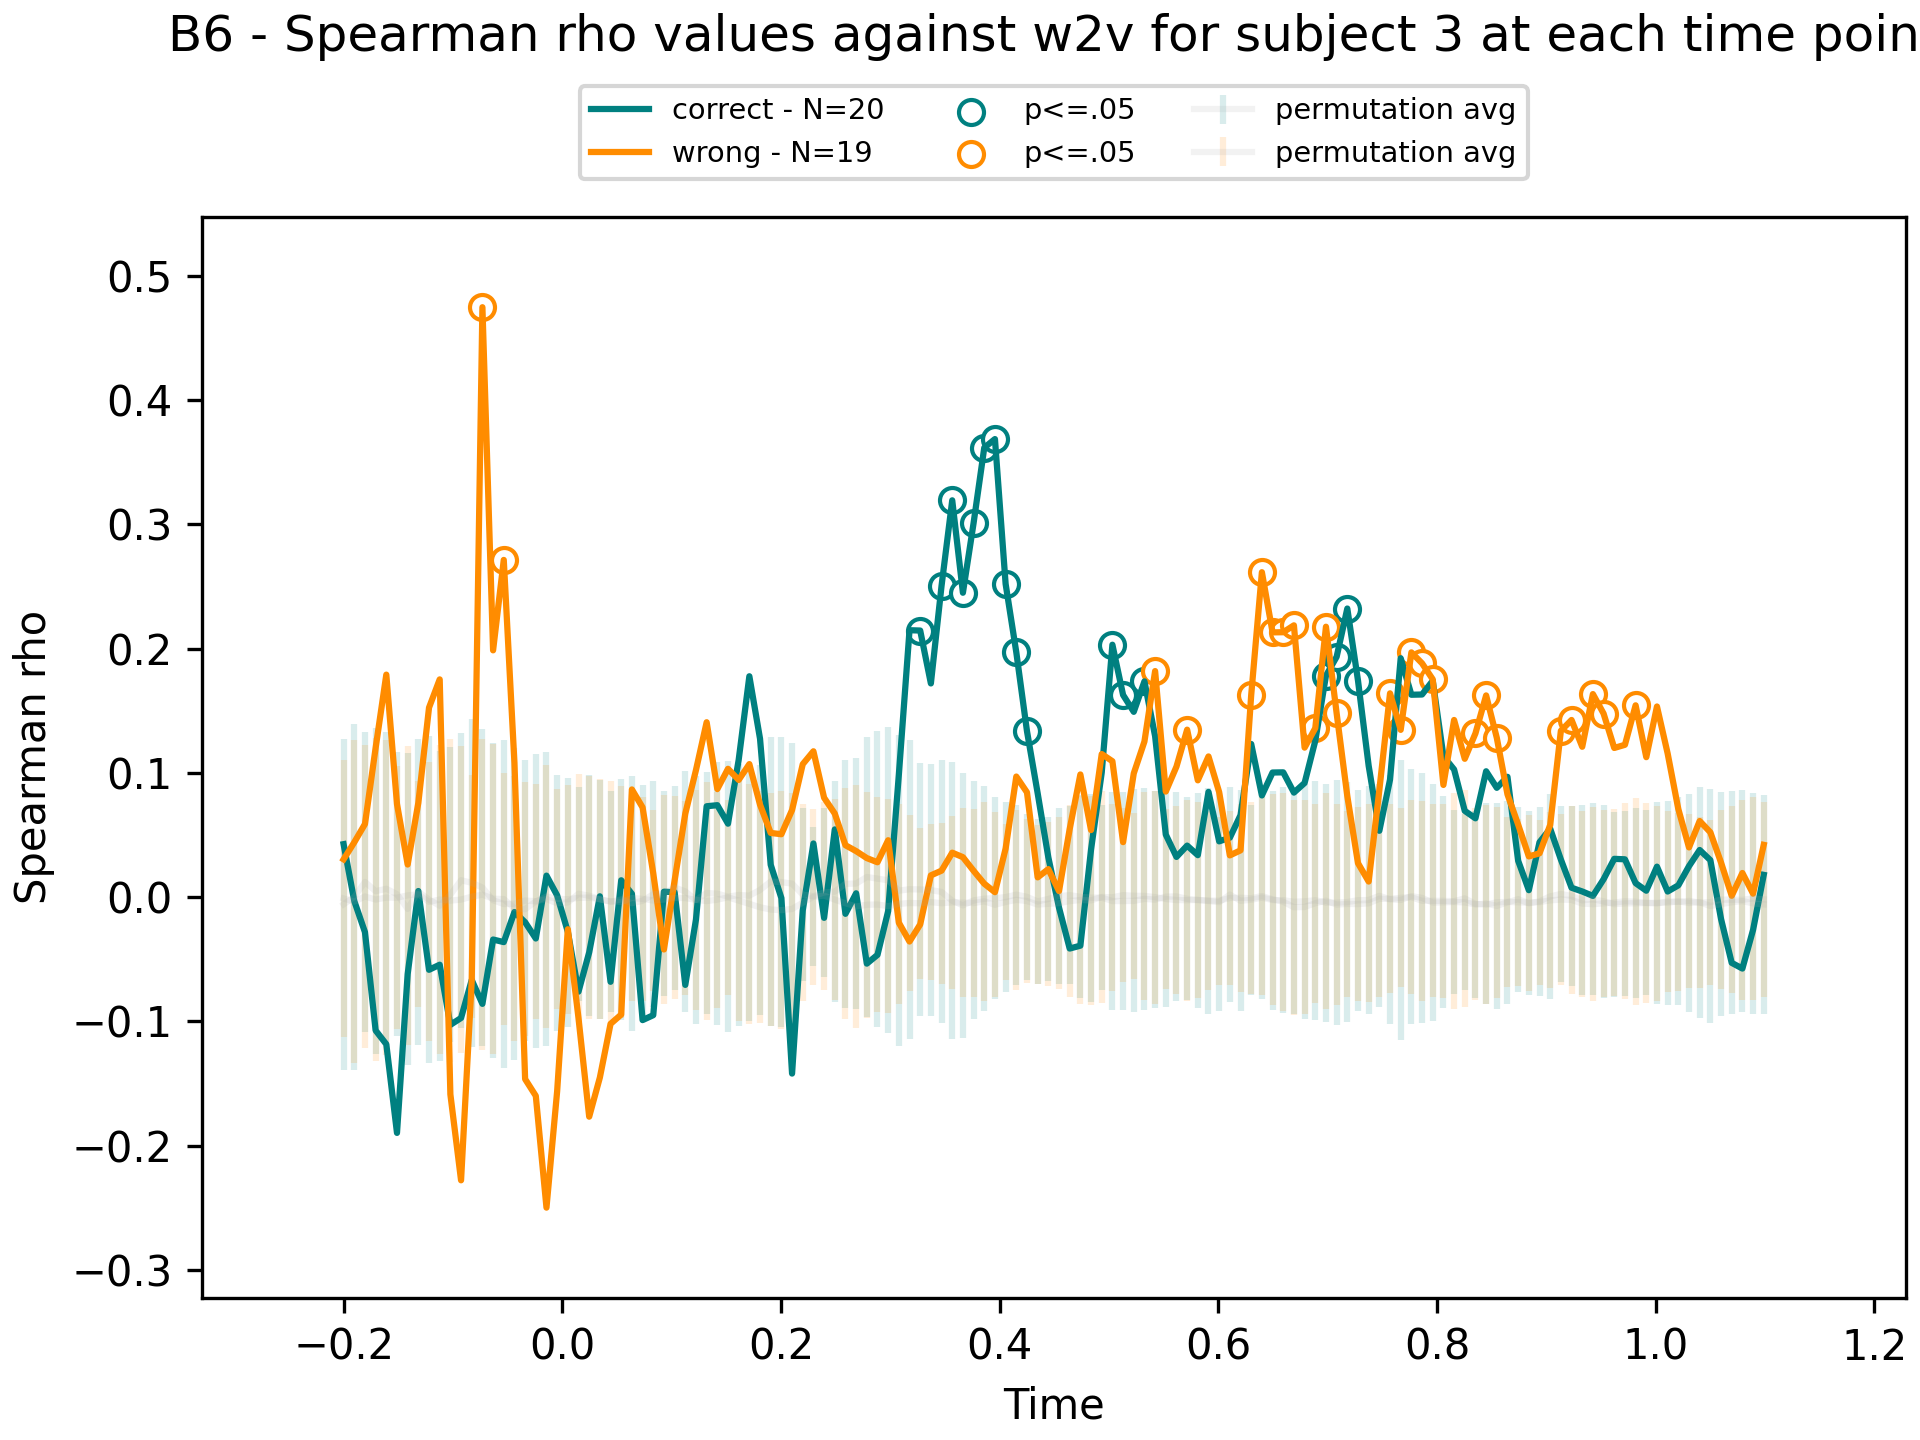 B6 - Spearman rho values against w2v for subject 3 at each time poin
correct - N=20
wrong - N=19
p<=.05
p<=.05
permutation avg
permutation avg
Spearman rho
0.5
0.4
0.3
0.2
0.1
0.0
−0.1
−0.2
−0.3
−0.2 0.0 0.2 0.4 0.6 0.8 1.0 1.2
Time